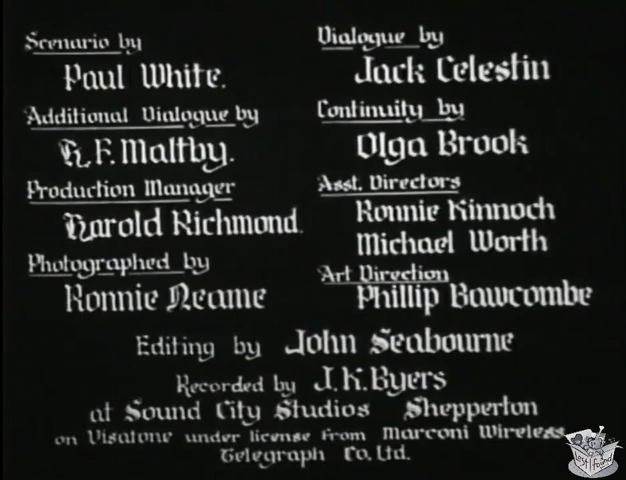 Scenario by
Paul White.
Additional Dialogue by
H.F. Maltby.
Production Manager
Harold Richmond.
Photographed by
Ronnie Neame
Dialogue by
Jack Celestin
Continuity by
Olga Brook
Asst. Directors
Ronnie Kinnoch
Michael Worth
Art Direction
Phillip Bawcombe
Editing by John Seabourne
Recorded by J.K. Byers
at Sound City Studios Shepperton
on Visatone under license from Marconi Wireless
Telegraph Co. Ltd.
Lost/found